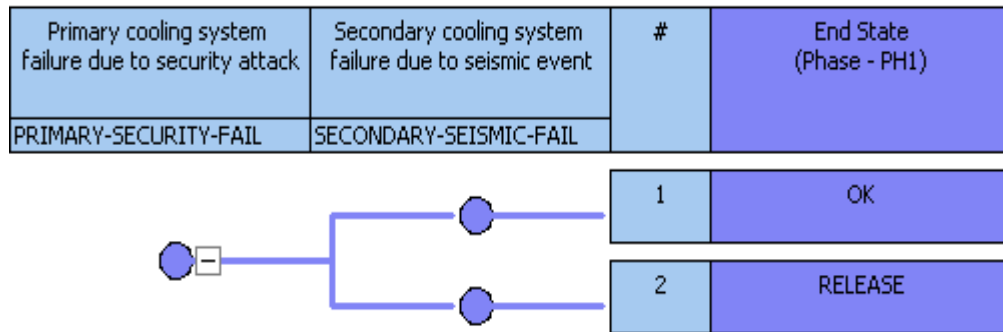 Primary cooling system
failure due to security attack
Secondary cooling system
failure due to seismic event
#
End State
(Phase - PH1)
PRIMARY-SECURITY-FAIL
SECONDARY-SEISMIC-FAIL
1
OK
2
RELEASE